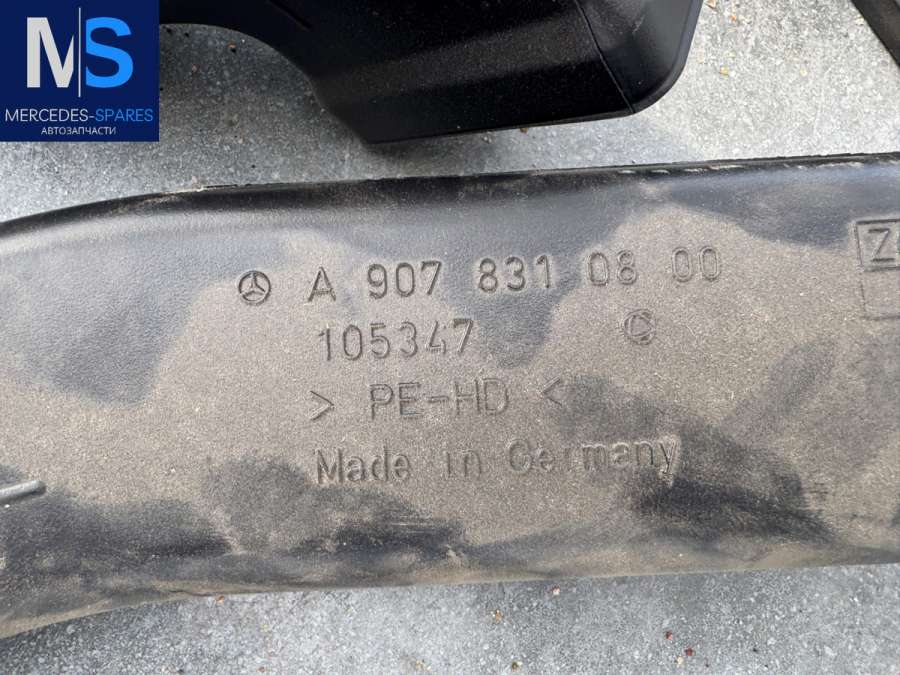 MS
MERCEDES-SPARES
АВТОЗАПЧАСТИ
A 907 831 08 00
105347
> PE-HD <
Made in Germany